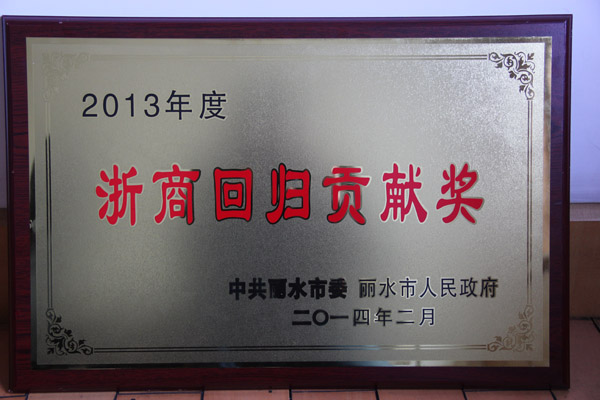 2013年度
浙商回归贡献奖
中共丽水市委 丽水市人民政府
二〇一四年二月